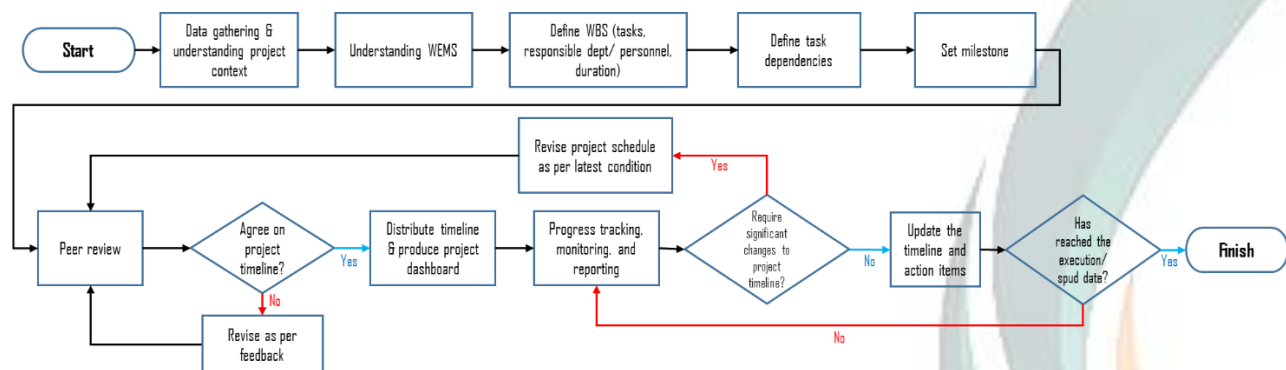 Start
Data gathering &
understanding project
context
Understanding WEMS
Define WBS (tasks,
responsible dept/ personnel,
duration)
Define task
dependencies
Set milestone
Revise project schedule
as per latest condition
Yes
Peer review
Agree on
project
timeline?
Yes
No
Revise as per
feedback
Distribute timeline
& produce project
dashboard
Progress tracking,
monitoring, and
reporting
Require
significant
changes to
project
timeline?
No
Update the
timeline and
action items
Has
reached the
execution/
spud date?
Yes
Finish
No